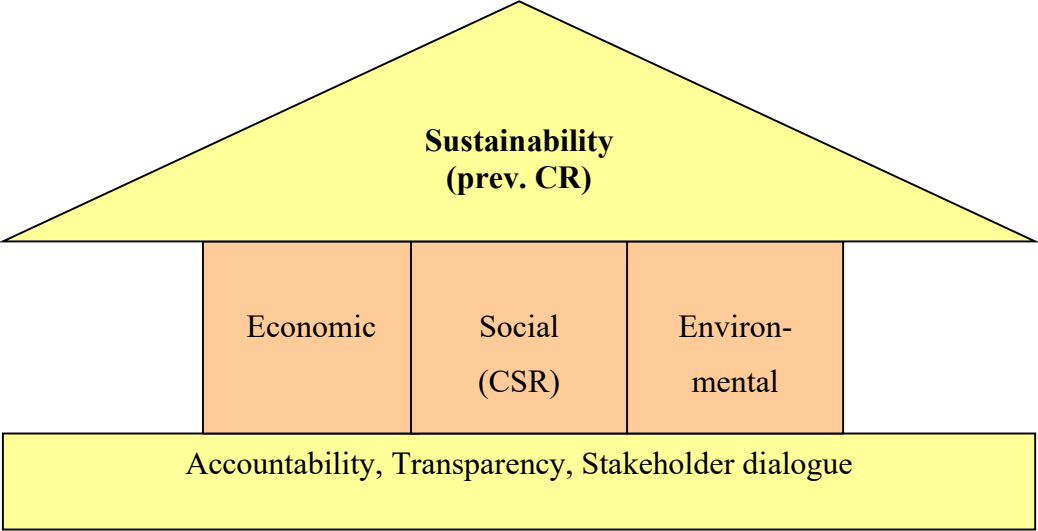 Sustainability
(prev. CR)
Economic
Social
(CSR)
Environ-
mental
Accountability, Transparency, Stakeholder dialogue